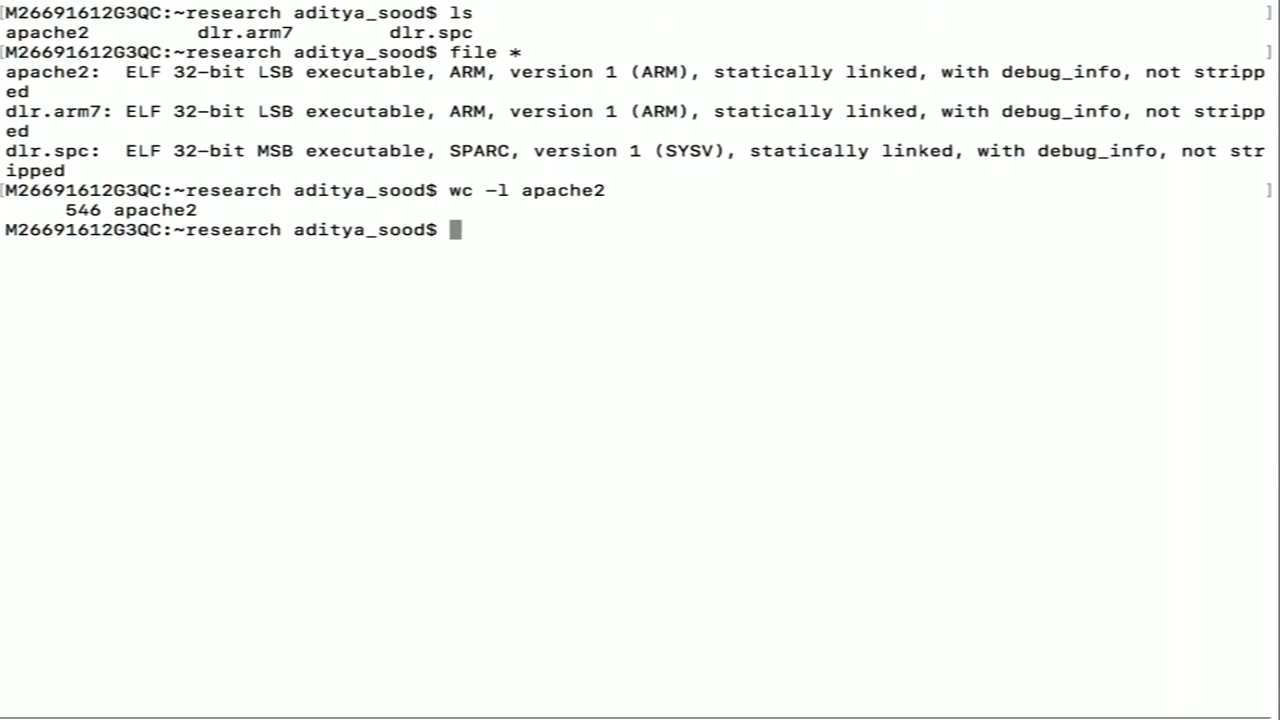 [M26691612G3QC:~research aditya_sood$ ls ]
apache2 dlr.arm7 dlr.spc
[M26691612G3QC:~research aditya_sood$ file * ]
apache2: ELF 32-bit LSB executable, ARM, version 1 (ARM), statically linked, with debug_info, not stripp
ed
dlr.arm7: ELF 32-bit LSB executable, ARM, version 1 (ARM), statically linked, with debug_info, not stripp
ed
dlr.spc: ELF 32-bit MSB executable, SPARC, version 1 (SYSV), statically linked, with debug_info, not str
ipped
[M26691612G3QC:~research aditya_sood$ wc -l apache2 ]
546 apache2
M26691612G3QC:~research aditya_sood$